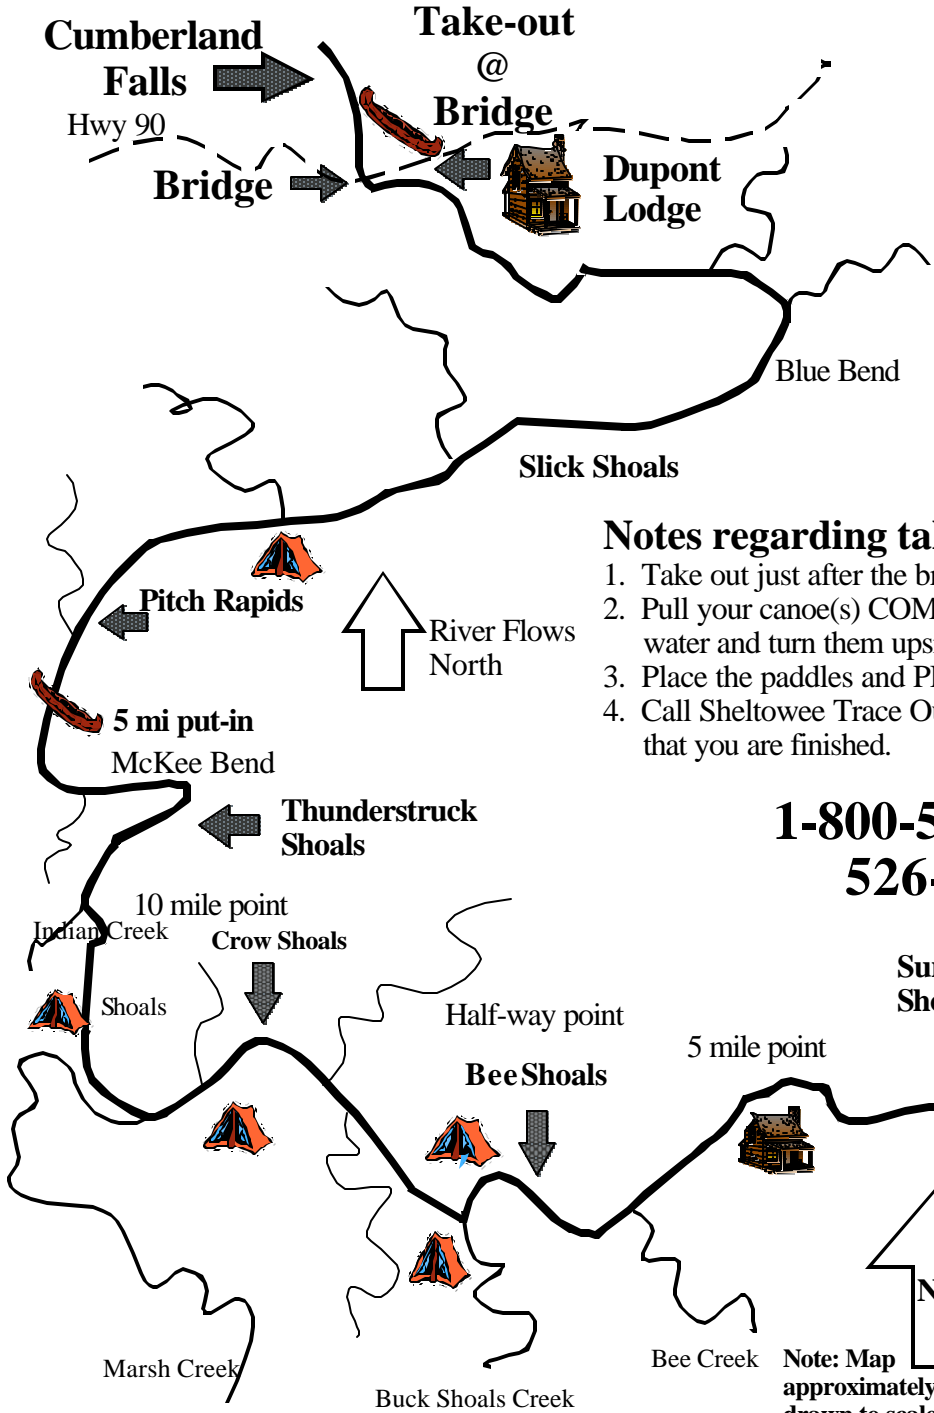 Cumberland
Falls
Take-out
@
Bridge
Hwy 90
Bridge
Dupont
Lodge
Blue Bend
Slick Shoals
Notes regarding
1. Take out just after the
2. Pull your canoe(s)
water and turn them
3. Place the paddles and
4. Call Sheltowee Trace
that you are finished.
Pitch Rapids
River Flows
North
5 mi put-in
McKee Bend
Thunderstruck
Shoals
1-800-5
526-
10 mile point
Indian Creek
Crow Shoals
Shoals
Half-way point
5 mile point
Bee Shoals
Marsh Creek
Buck Shoals Creek
Bee Creek
N
Note: Map
approximately
drawn to scale